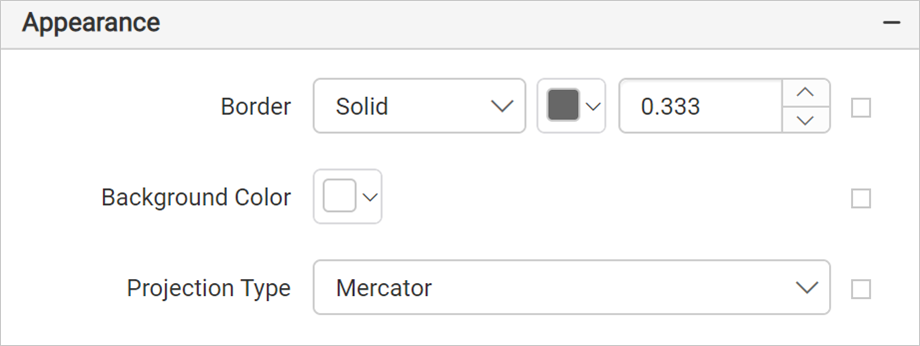 Appearance
Border Solid 0.333
Background Color
Projection Type Mercator